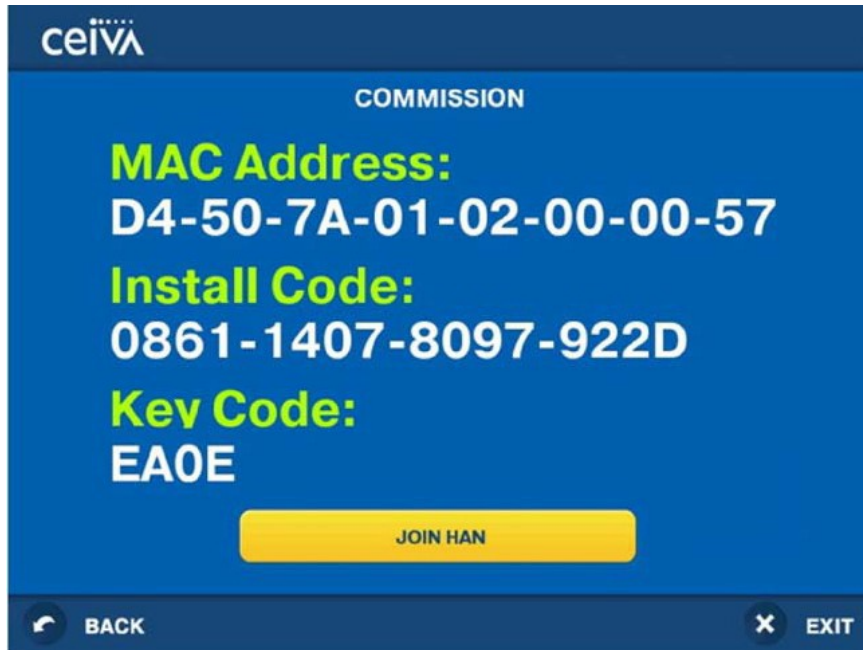 ceiva
COMMISSION
MAC Address:
D4-50-7A-01-02-00-00-57
Install Code:
0861-1407-8097-922D
Key Code:
EA0E
JOIN HAN
BACK
EXIT